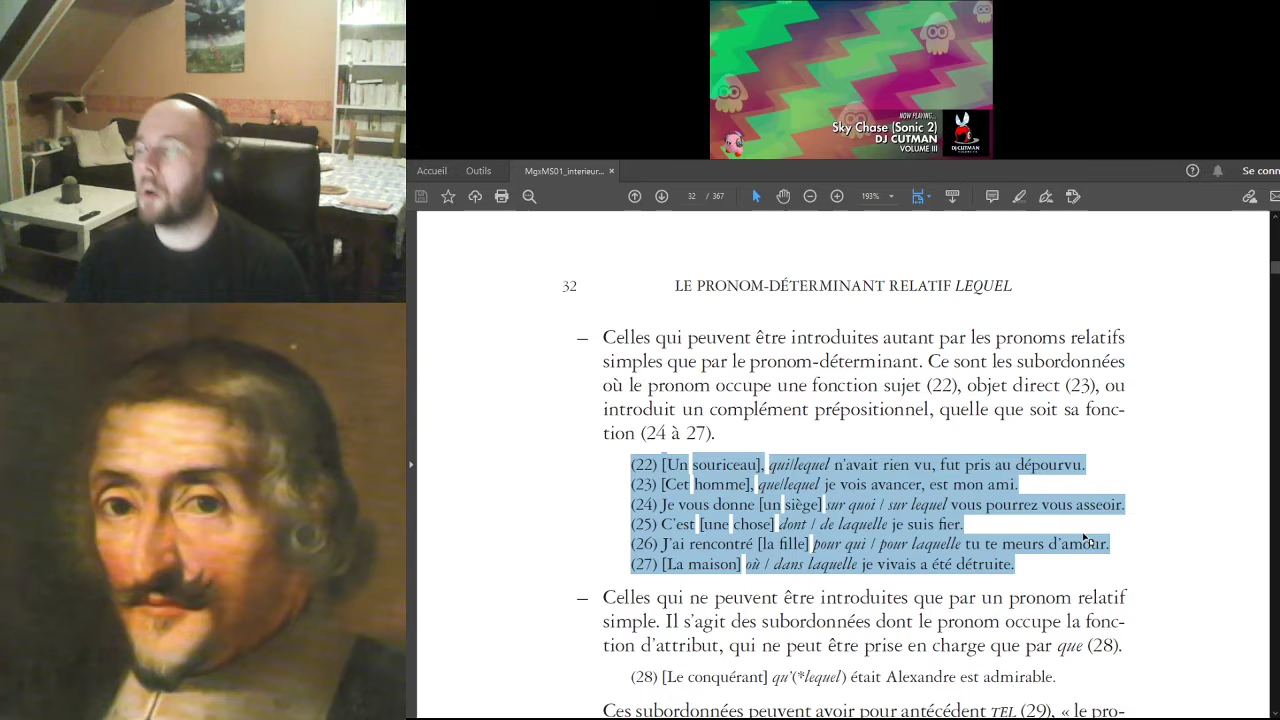 NOW PLAYING...
Sky Chase (Sonic 2)
DJ CUTMAN
VOLUME III
DJCUTMAN
Accueil Outils MgxMS01_interieur... × Se conn
32 / 367 193%
32 LE PRONOM-DÉTERMINANT RELATIF LEQUEL
– Celles qui peuvent être introduites autant par les pronoms relatifs
simples que par le pronom-déterminant. Ce sont les subordonnées
où le pronom occupe une fonction sujet (22), objet direct (23), ou
introduit un complément prépositionnel, quelle que soit sa fonc-
tion (24 à 27).
(22) [Un souriceau], qui/lequel n’avait rien vu, fut pris au dépourvu.
(23) [Cet homme], que/lequel je vois avancer, est mon ami.
(24) Je vous donne [un siège] sur quoi / sur lequel vous pourrez vous asseoir.
(25) C’est [une chose] dont / de laquelle je suis fier.
(26) J’ai rencontré [la fille] pour qui / pour laquelle tu te meurs d’amour.
(27) [La maison] où / dans laquelle je vivais a été détruite.
– Celles qui ne peuvent être introduites que par un pronom relatif
simple. Il s’agit des subordonnées dont le pronom occupe la fonc-
tion d’attribut, qui ne peut être prise en charge que par que (28).
(28) [Le conquérant] qu’(*lequel) était Alexandre est admirable.
Ces subordonnées peuvent avoir pour antécédent TEL (29), « le pro-